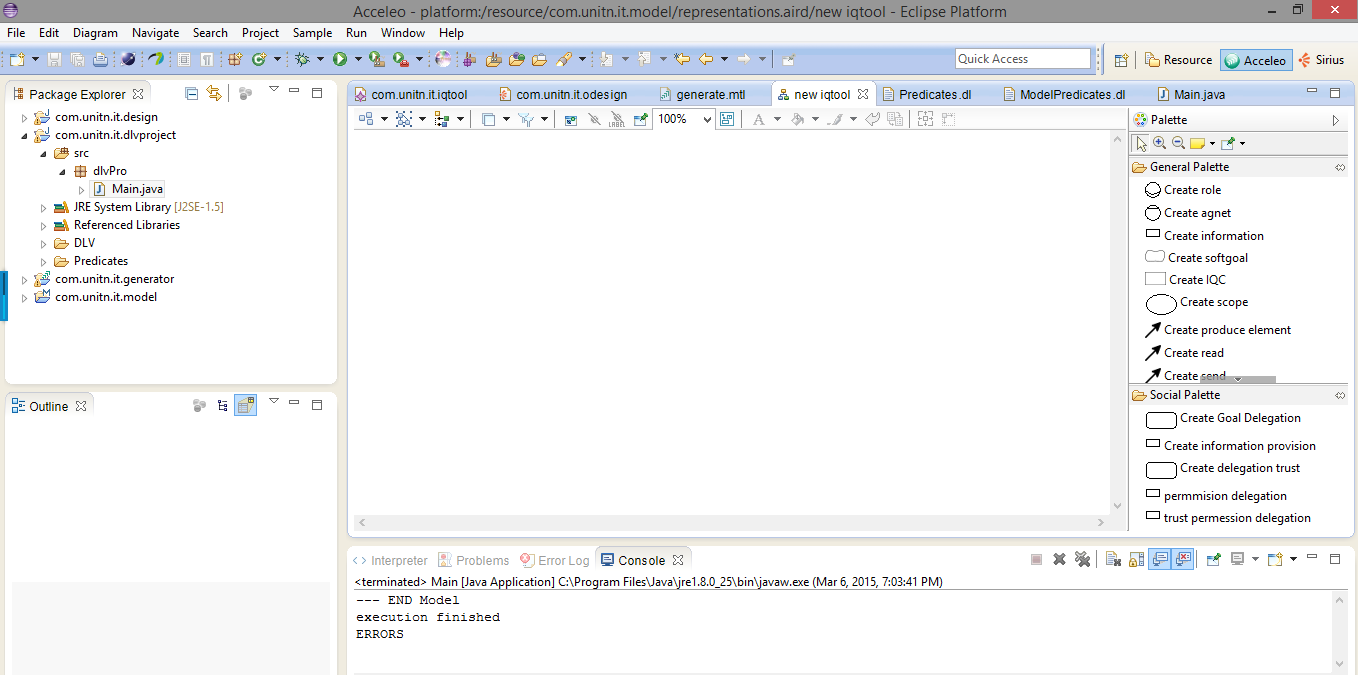 Acceleo - platform:/resource/com.unitn.it.model/representations.aird/new iqtool - Eclipse Platform
File Edit Diagram Navigate Search Project Sample Run Window Help
Quick Access
Resource Acceleo Sirius
Package Explorer
com.unitn.it.design
com.unitn.it.dlvproject
src
dlvPro
Main.java
JRE System Library [J2SE-1.5]
Referenced Libraries
DLV
Predicates
com.unitn.it.generator
com.unitn.it.model
Outline
com.unitn.it.iqtool com.unitn.it.odesign generate.mtl new iqtool Predicates.dl ModelPredicates.dl Main.java
LABEL 100% A
Palette
General Palette
Create role
Create agnet
Create information
Create softgoal
Create IQC
Create scope
Create produce element
Create read
Create send
Social Palette
Create Goal Delegation
Create information provision
Create delegation trust
permmision delegation
trust permession delegation
Interpreter Problems Error Log Console
<terminated> Main [Java Application] C:\Program Files\Java\jre1.8.0_25\bin\javaw.exe (Mar 6, 2015, 7:03:41 PM)
--- END Model
execution finished
ERRORS